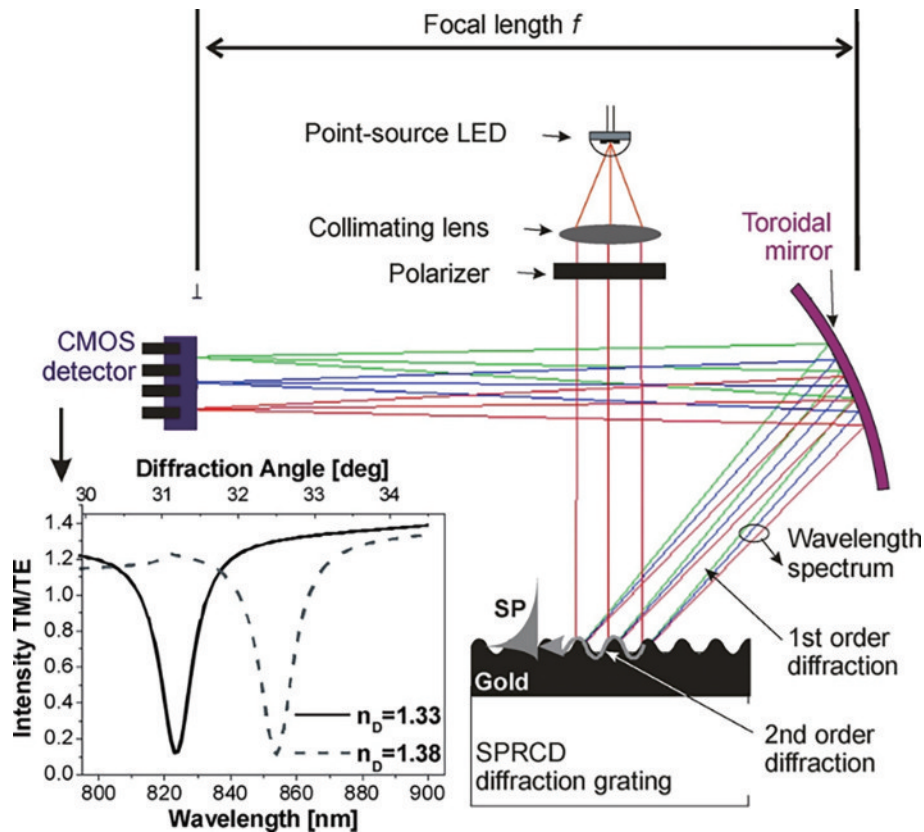 Focal length f
Point-source LED
Collimating lens
Polarizer
Toroidal
mirror
CMOS
detector
Diffraction Angle [deg]
30 31 32 33 34
Intensity TM/TE
1.4
1.2
1.0
0.8
0.6
0.4
0.2
0.0
n_D=1.33
n_D=1.38
800 820 840 860 880 900
Wavelength [nm]
Wavelength
spectrum
SP
1st order
diffraction
Gold
2nd order
diffraction
SPRCD
diffraction grating